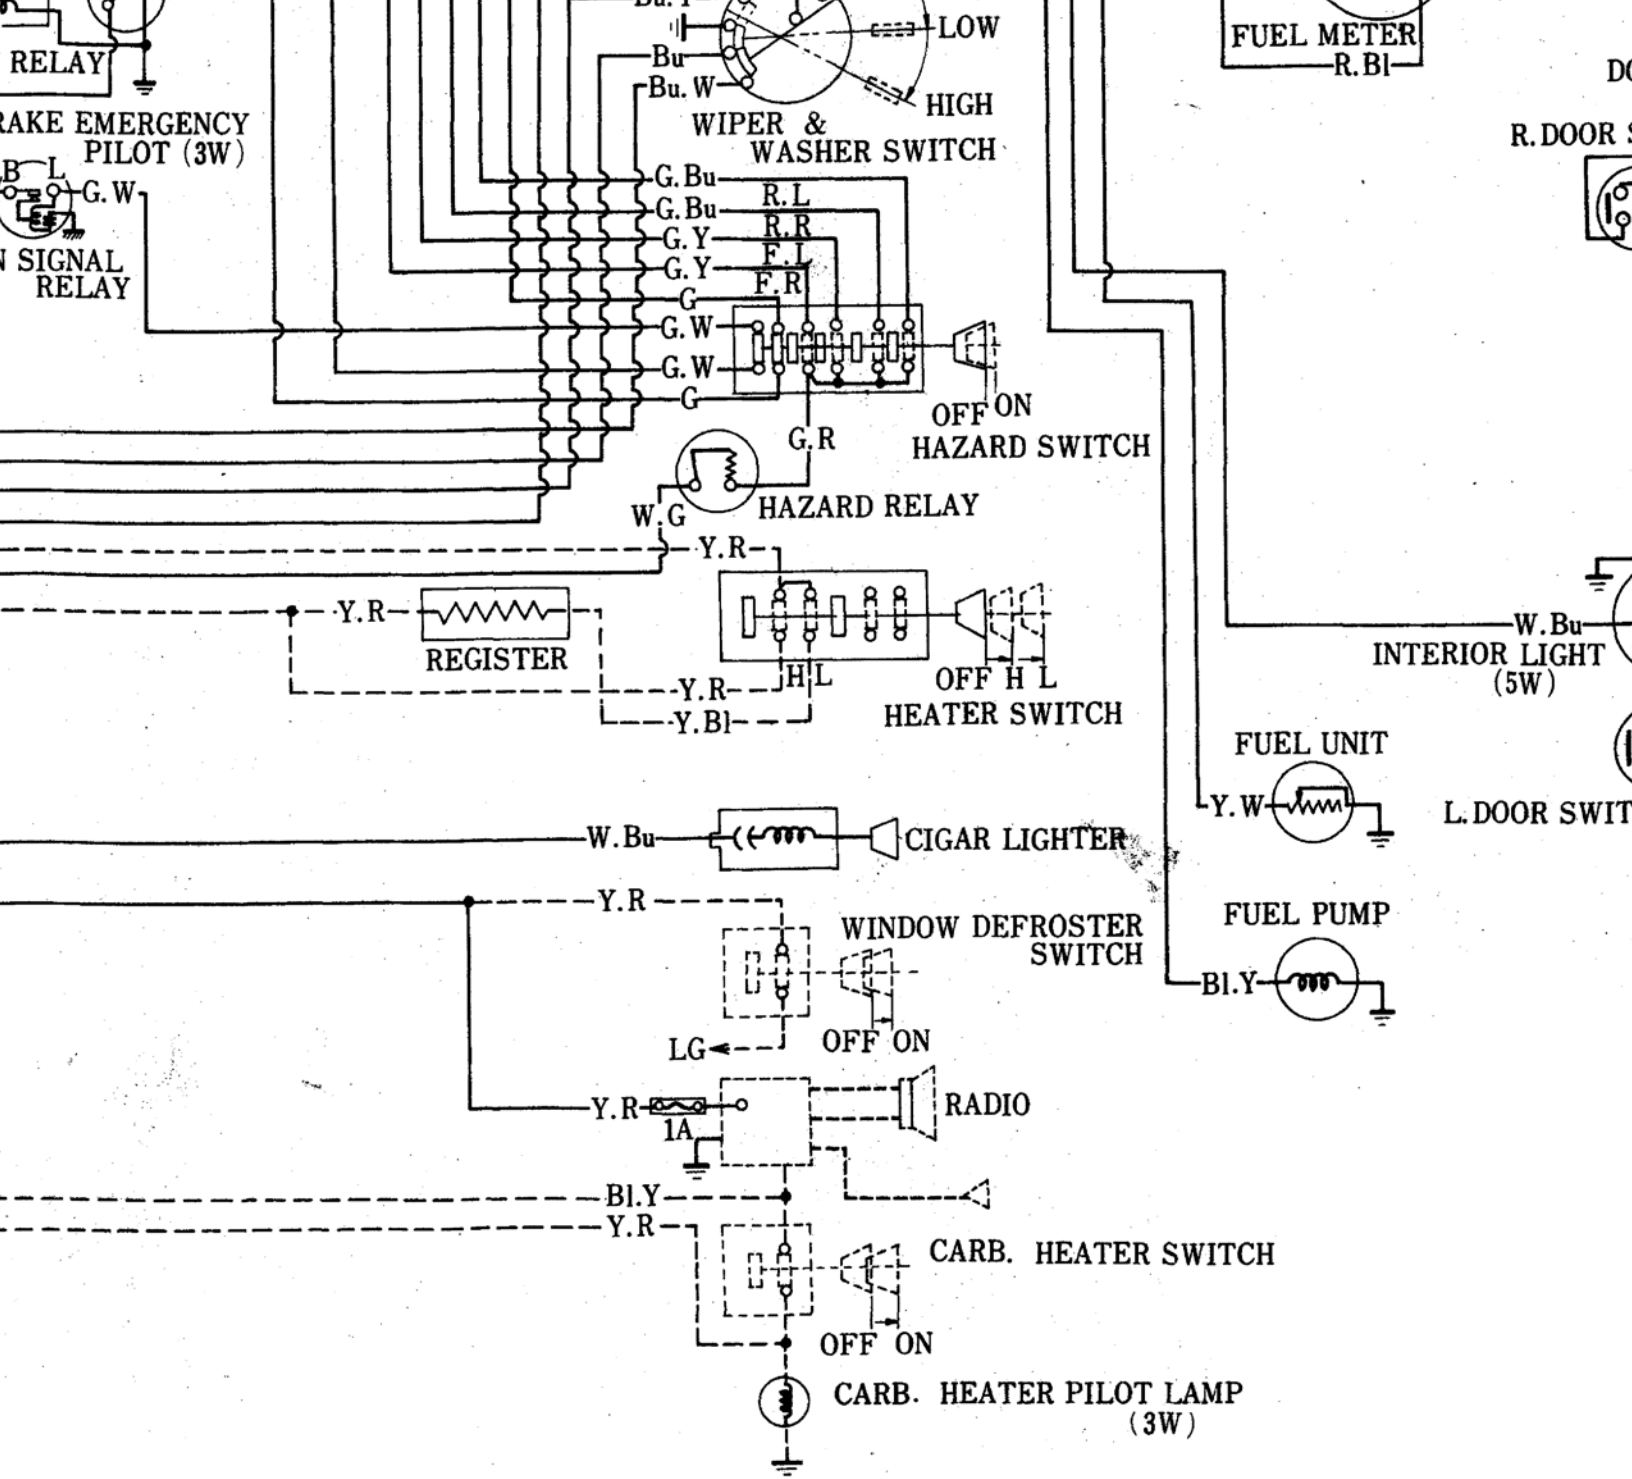 LOW
Bu
Bu. W
HIGH
FUEL METER
R.Bl
RELAY
WIPER &
WASHER SWITCH
EMERGENCY
PILOT (3W)
B L
G.W
SIGNAL
RELAY
G.Bu
R.L
G.Bu
R.R
G.Y
F.L
G.Y
F.R
G
G.W
G.W
G
OFF ON
HAZARD SWITCH
G.R
HAZARD RELAY
W.G
Y.R
Y.R
REGISTER
H L
Y.R
Y.Bl
OFF H L
HEATER SWITCH
R.DOOR
W.Bu
INTERIOR LIGHT
(5W)
FUEL UNIT
Y.W
L.DOOR
W.Bu
CIGAR LIGHTER
Y.R
WINDOW DEFROSTER
SWITCH
FUEL PUMP
Bl.Y
LG
OFF ON
Y.R
1A
RADIO
Bl.Y
Y.R
CARB. HEATER SWITCH
OFF ON
CARB. HEATER PILOT LAMP
(3W)